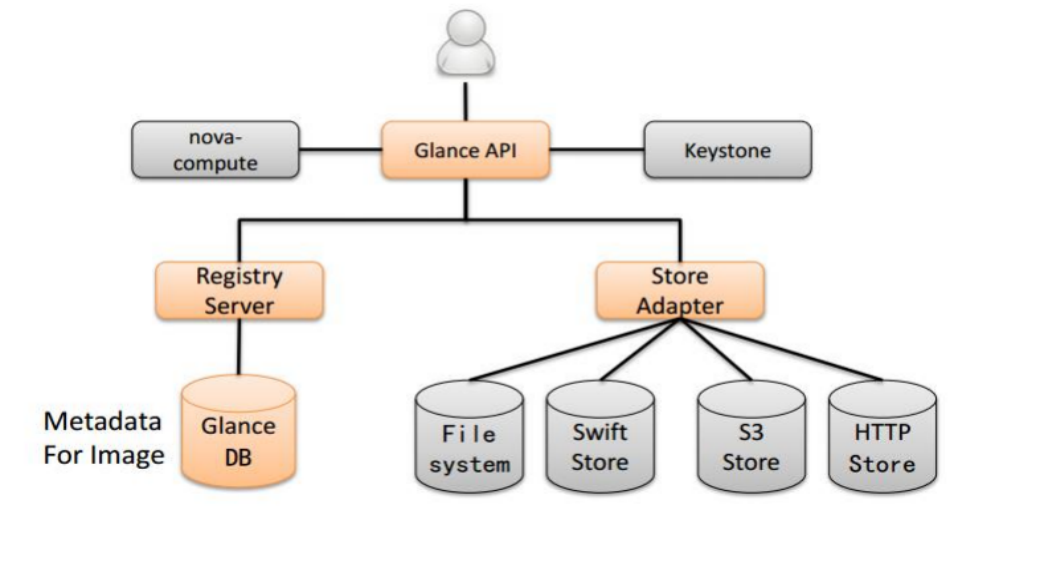 nova-
compute
Glance API
Keystone
Registry
Server
Store
Adapter
Metadata
For Image
Glance
DB
File
system
Swift
Store
S3
Store
HTTP
Store